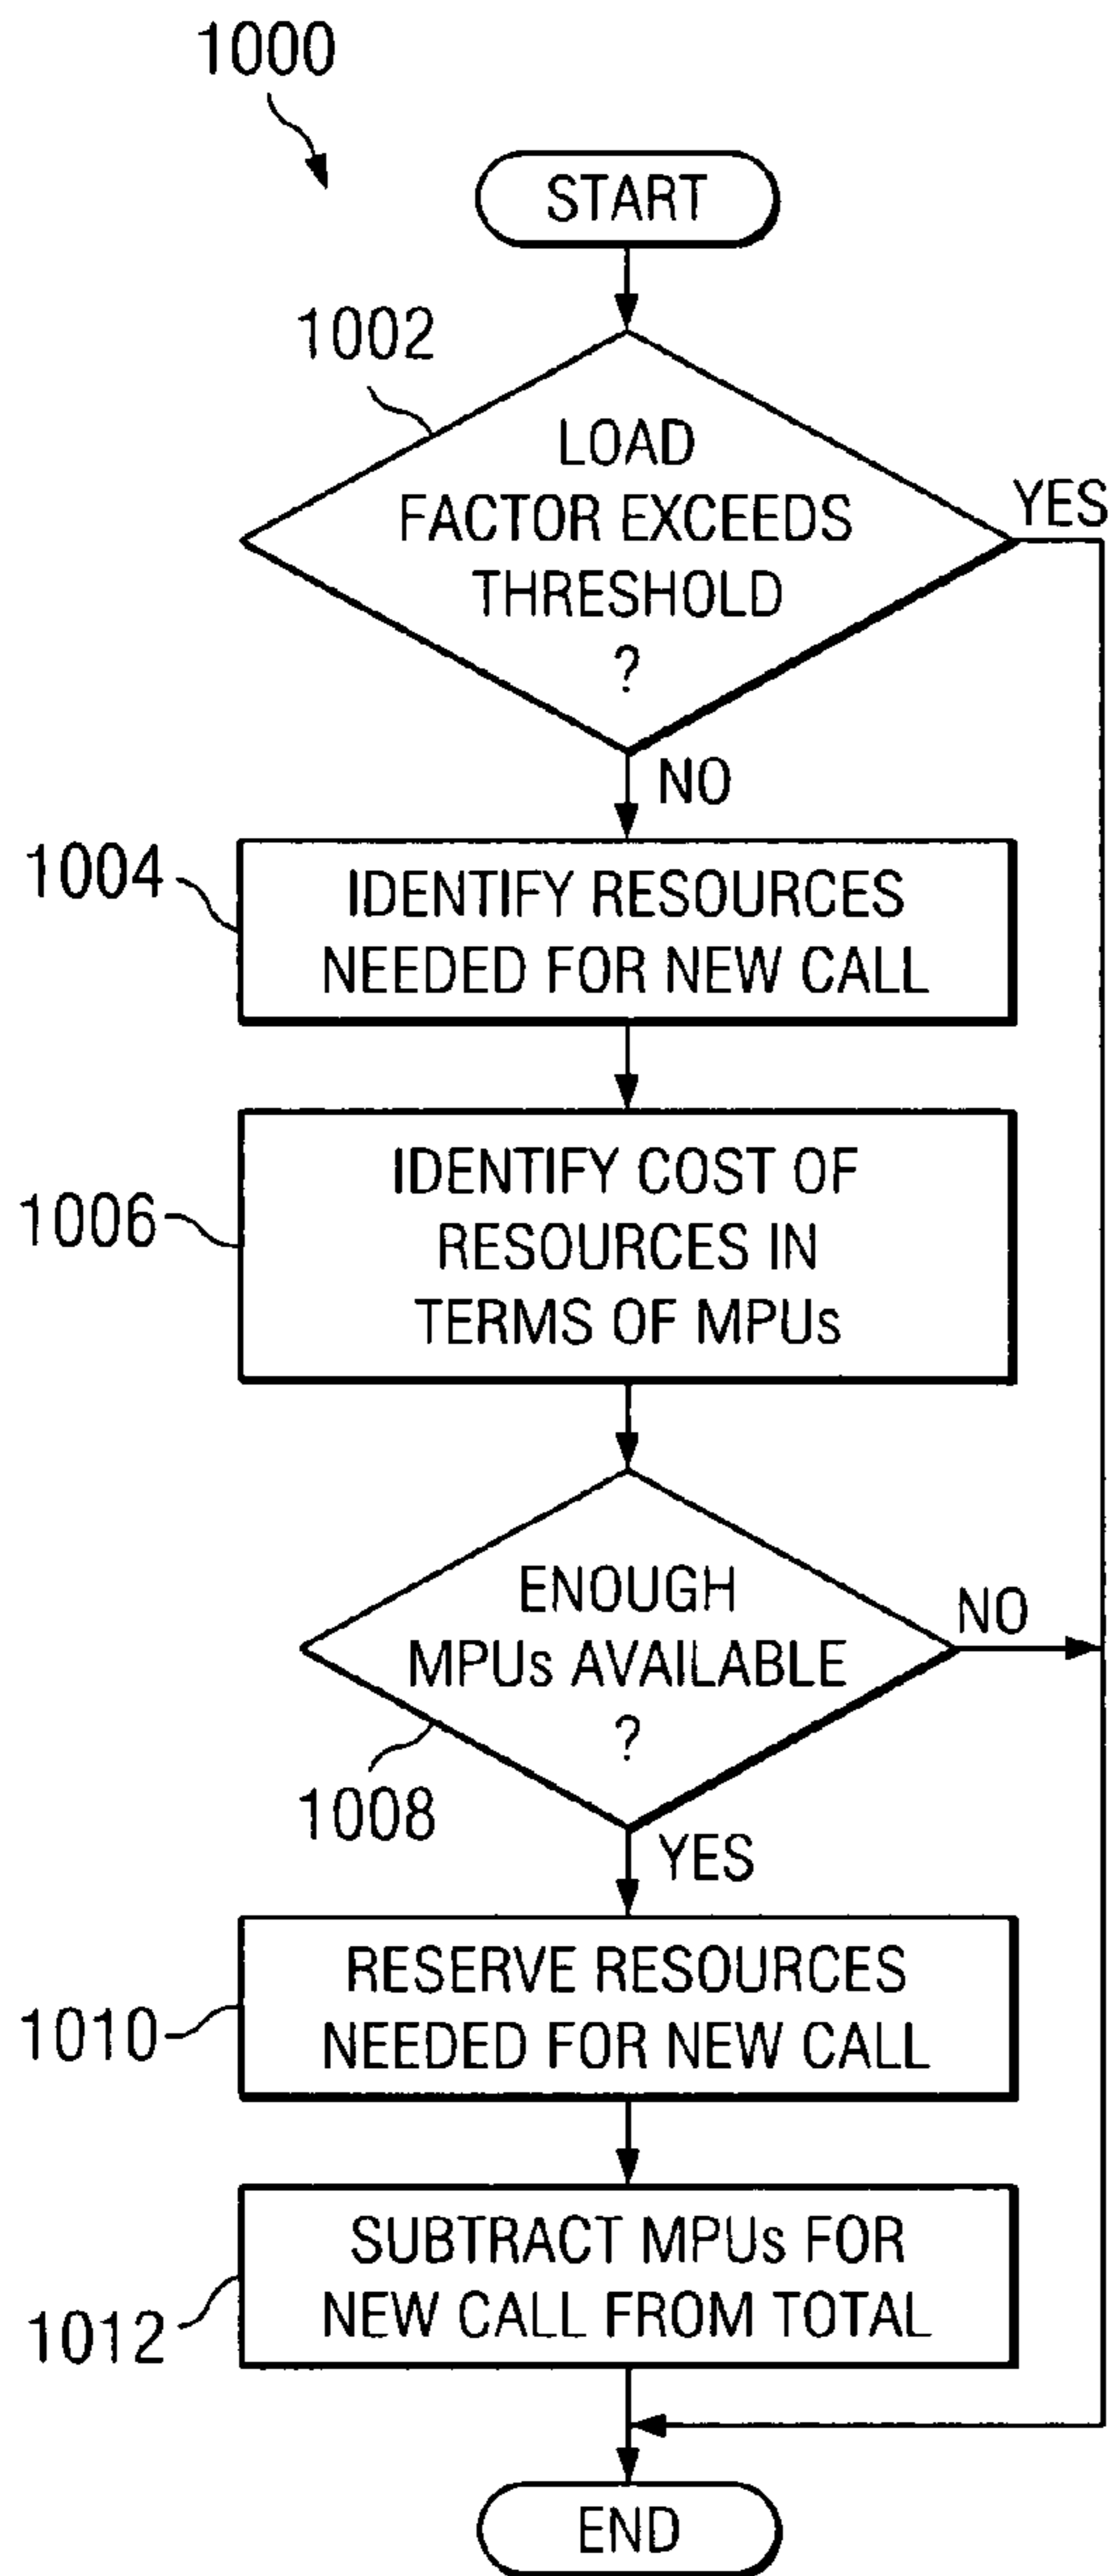 1000
START
1002
LOAD
FACTOR EXCEEDS
THRESHOLD
?
YES
NO
1004
IDENTIFY RESOURCES
NEEDED FOR NEW CALL
1006
IDENTIFY COST OF
RESOURCES IN
TERMS OF MPUs
ENOUGH
MPUs AVAILABLE
?
NO
1008
YES
1010
RESERVE RESOURCES
NEEDED FOR NEW CALL
1012
SUBTRACT MPUs FOR
NEW CALL FROM TOTAL
END